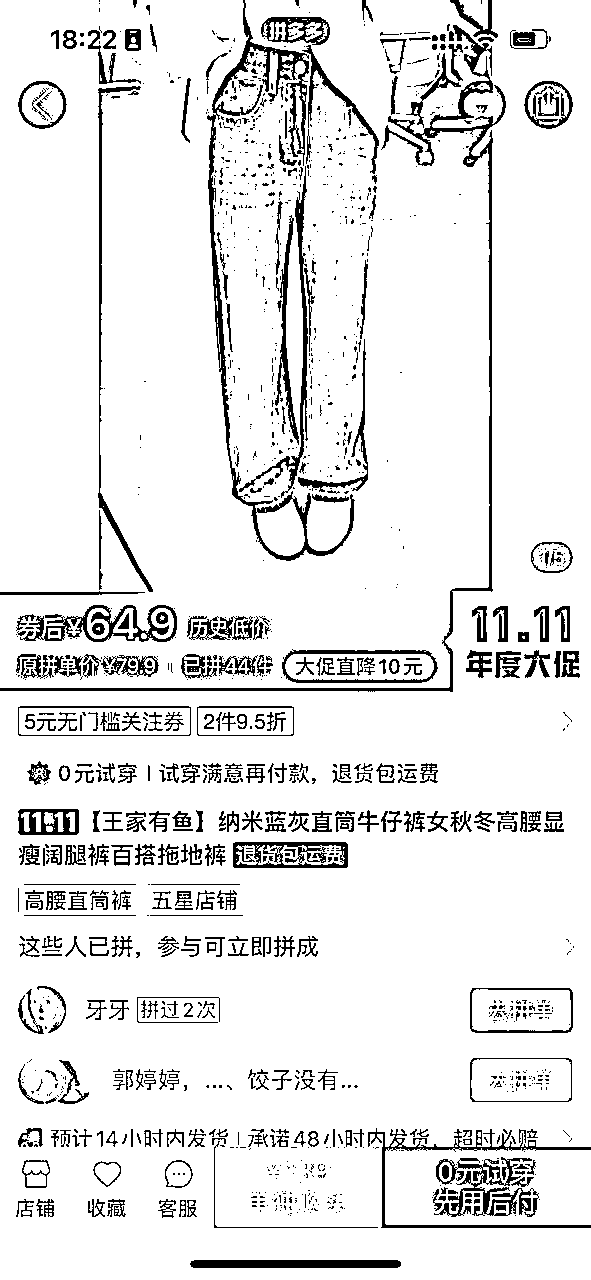 18:22
拼多多
1/5
券后¥64.9 历史低价
原拼单价 ¥79.9 已拼44件 大促直降10元
11.11
年度大促
5元无门槛关注券 2件9.5折
0元试穿 | 试穿满意再付款，退货包运费
11.11【王家有鱼】纳米蓝灰直筒牛仔裤女秋冬高腰显
瘦阔腿裤百搭拖地裤 退货包运费
高腰直筒裤 五星店铺
这些人已拼，参与可立即拼成
牙牙 拼过2次 去拼单
郭婷婷，...、饺子没有... 去拼单
预计14小时内发货 | 承诺48小时内发货，超时必赔
店铺 收藏 客服
0元试穿
先用后付